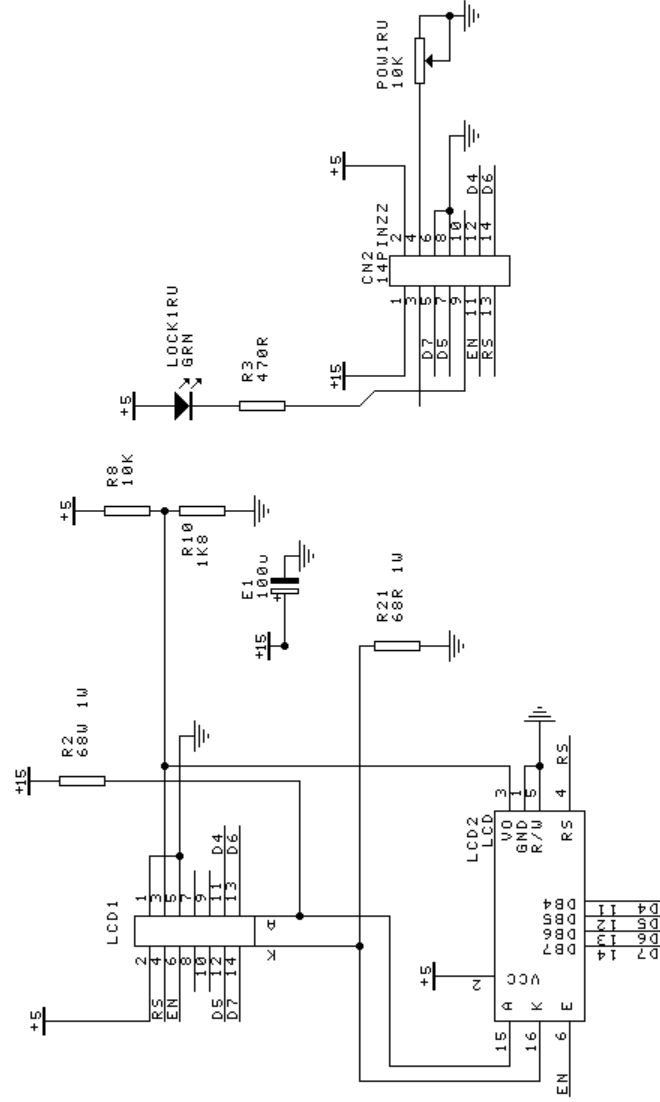 +5
LOCK1RU
GRN
R3
470R
+15
+5
POW1RU
10K
CN2
14PINZZ
1
3
5
7
9
11
13
2
4
6
8
10
12
14
D7
D5
EN
RS
D4
D6
+5
R8
10K
R10
1K8
+15
E1
100u
+
R21
68R 1W
+15
R2
68W 1W
+5
LCD1
2
4
6
8
10
12
14
1
3
5
7
9
11
13
RS
EN
D5
D7
D4
D6
A
K
+5
LCD2
LCD
2
VCC
3
VO
1
GND
5
R/W
4
RS
RS
15
A
16
K
6
E
EN
DB4
DB5
DB6
DB7
11
12
13
14
D4
D5
D6
D7